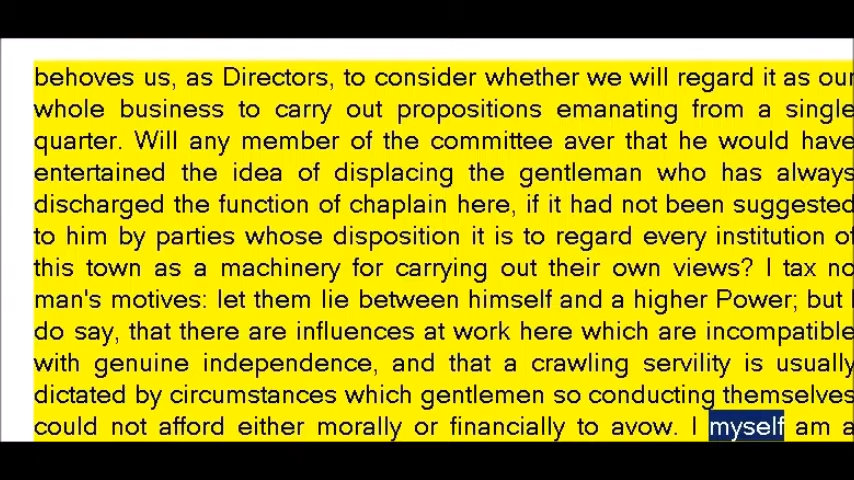 behoves us, as Directors, to consider whether we will regard it as our
whole business to carry out propositions emanating from a single
quarter. Will any member of the committee aver that he would have
entertained the idea of displacing the gentleman who has always
discharged the function of chaplain here, if it had not been suggested
to him by parties whose disposition it is to regard every institution of
this town as a machinery for carrying out their own views? I tax no
man's motives: let them lie between himself and a higher Power; but I
do say, that there are influences at work here which are incompatible
with genuine independence, and that a crawling servility is usually
dictated by circumstances which gentlemen so conducting themselves
could not afford either morally or financially to avow. I myself am a